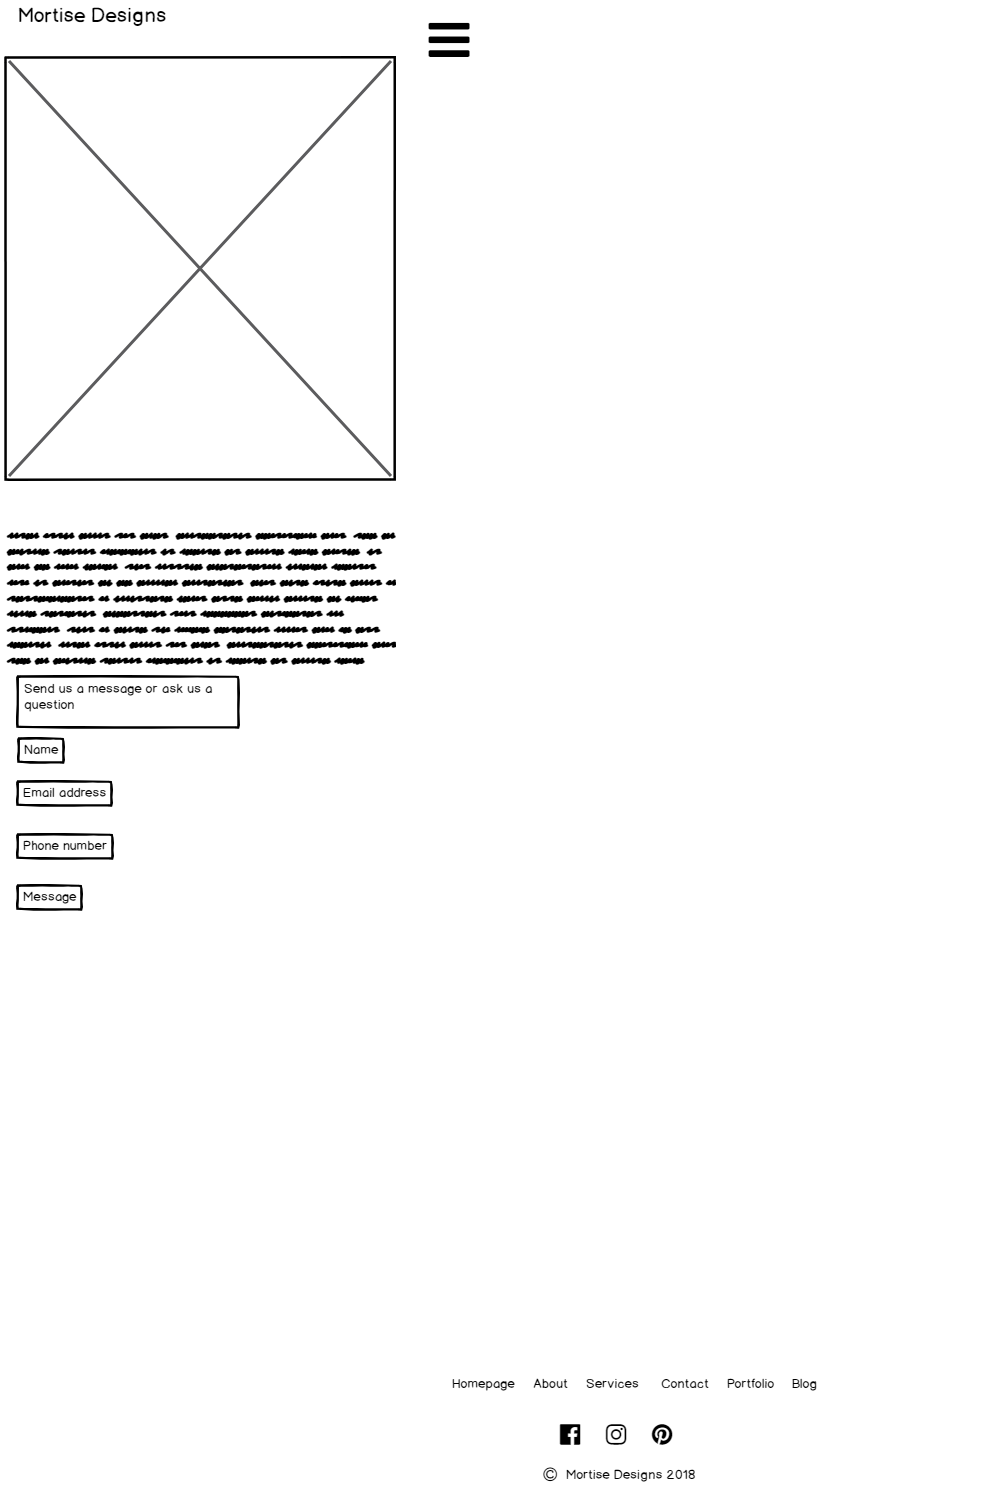 Mortise Designs
Send us a message or ask us a
question
Name
Email address
Phone number
Message
Homepage About Services Contact Portfolio Blog
© Mortise Designs 2018